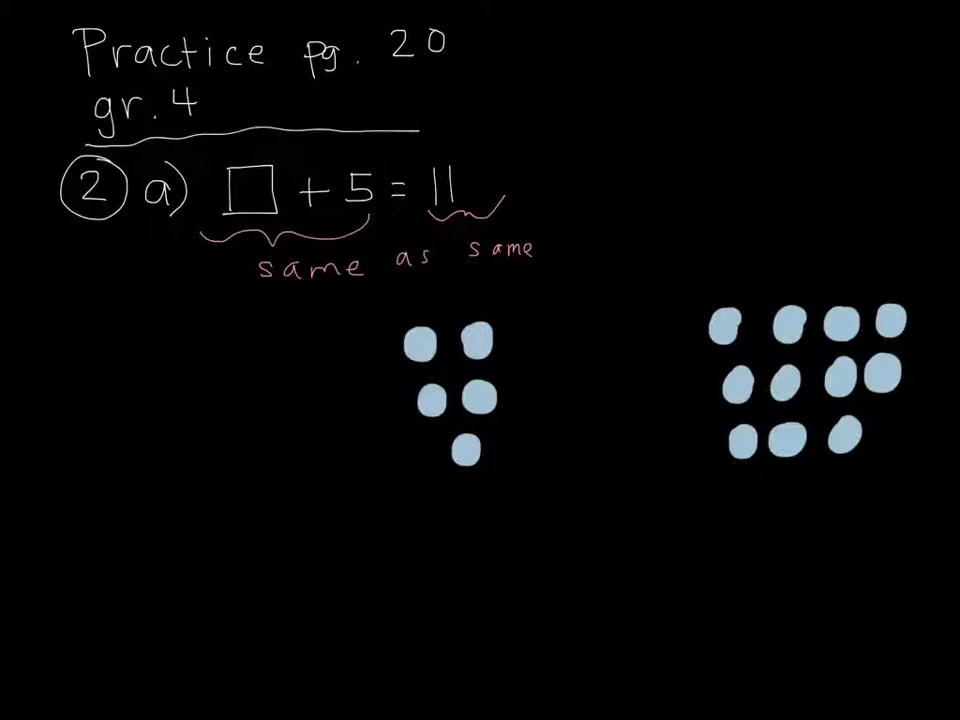 Practice pg. 20
gr. 4
2 a) □ + 5 = 11
same as same